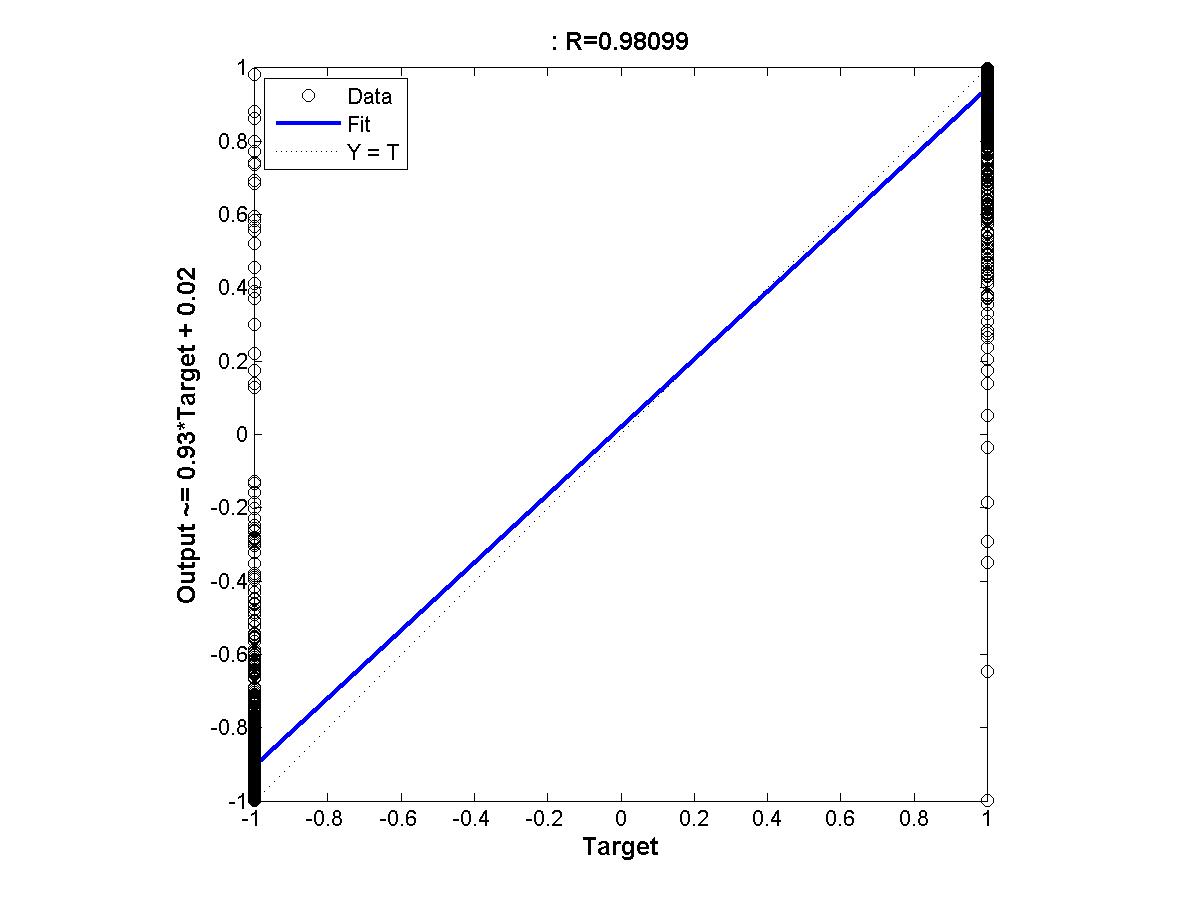 : R=0.98099
Data
Fit
Y = T
1
0.8
0.6
0.4
0.2
0
-0.2
-0.4
-0.6
-0.8
-1
Output ~= 0.93*Target + 0.02
-1 -0.8 -0.6 -0.4 -0.2 0 0.2 0.4 0.6 0.8 1
Target